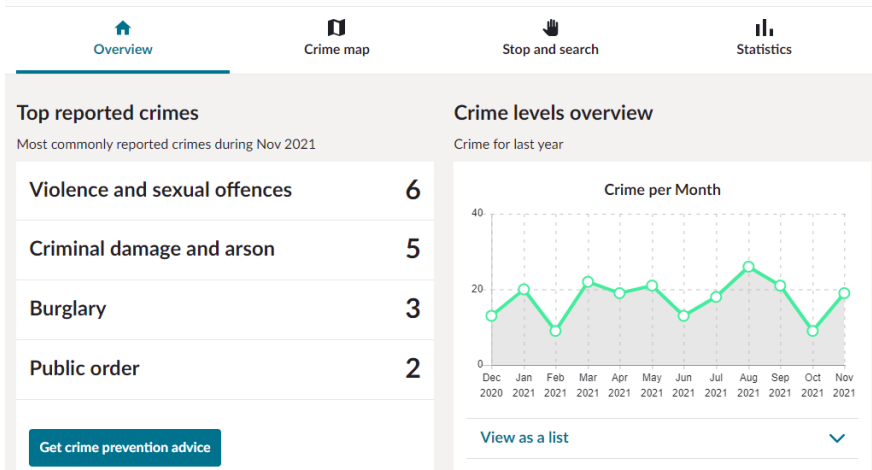 Overview
Crime map
Stop and search
Statistics
Top reported crimes
Most commonly reported crimes during Nov 2021
Violence and sexual offences 6
Criminal damage and arson 5
Burglary 3
Public order 2
Get crime prevention advice
Crime levels overview
Crime for last year
Crime per Month
40
20
0
Dec Jan Feb Mar Apr May Jun Jul Aug Sep Oct Nov
2020 2021 2021 2021 2021 2021 2021 2021 2021 2021 2021 2021
View as a list